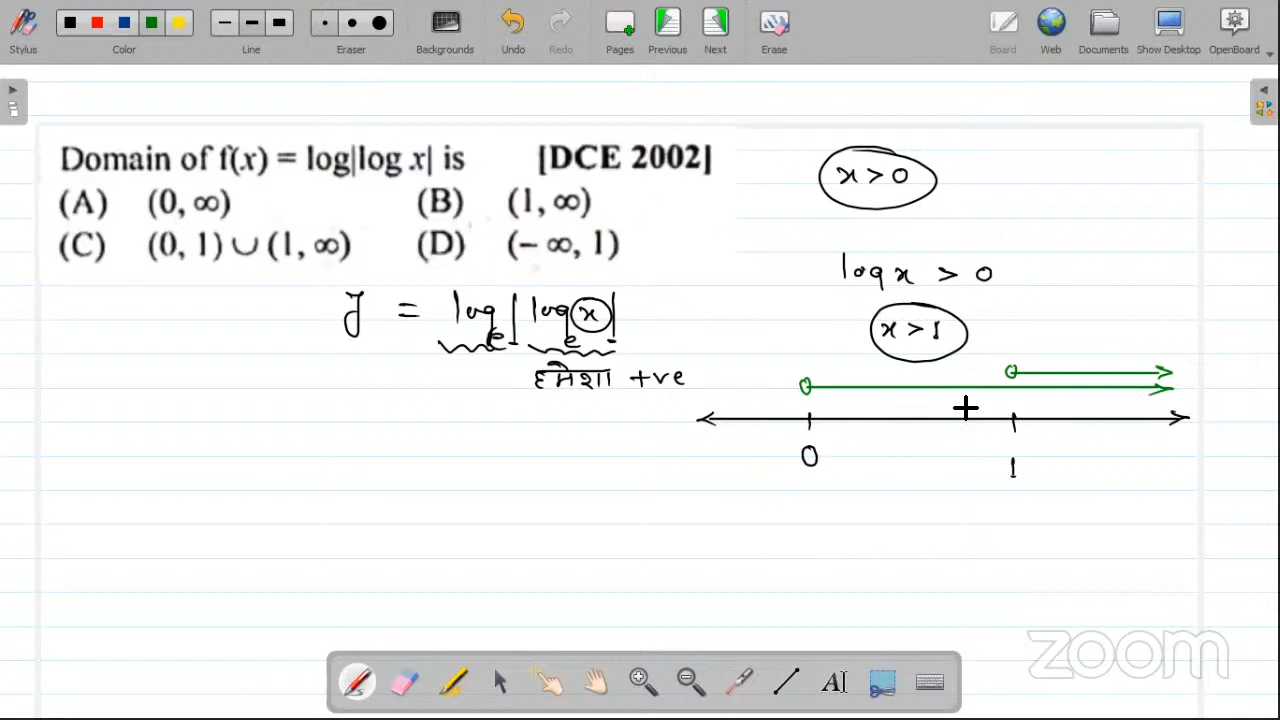 Stylus Color Line Eraser Backgrounds Undo Redo Pages Previous Next Erase Board Web Documents Show Desktop OpenBoard
Domain of f(x) = log|log x| is [DCE 2002]
(A) (0, ∞) (B) (1, ∞)
(C) (0, 1) ∪ (1, ∞) (D) (– ∞, 1)
x > 0
log x > 0
y = log_e |log_e x|
x > 1
हमेशा +ve
0 1
zoom